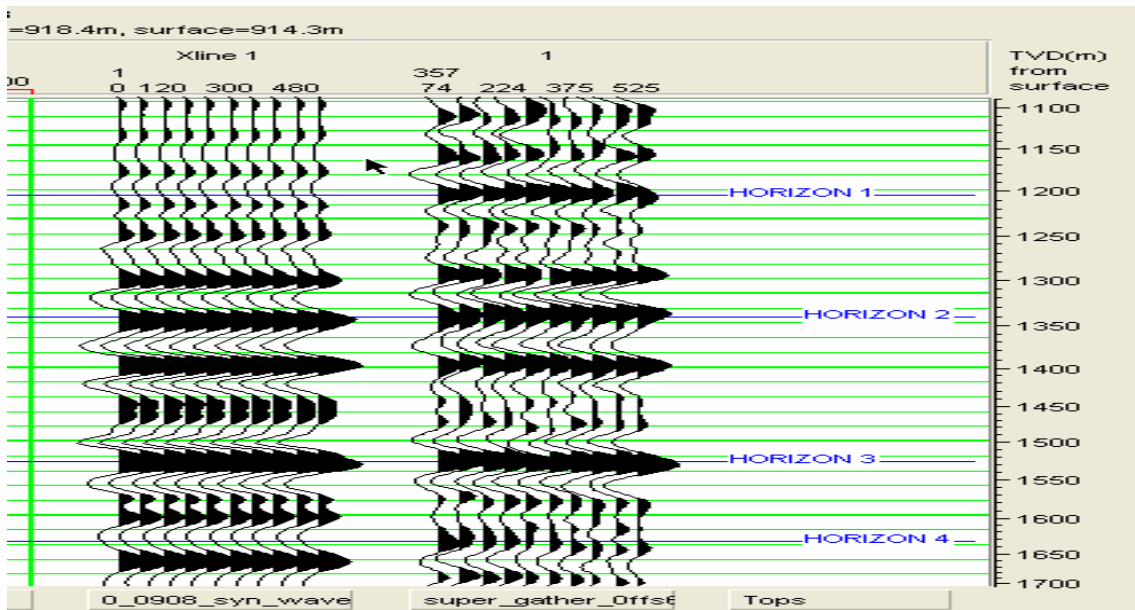 =918.4m, surface=914.3m
Xline 1
1
TVD(m)
from
surface
1
357
00
0 120 300 480
74 224 375 525
1100
1150
1200
HORIZON 1
1250
1300
HORIZON 2
1350
1400
1450
1500
HORIZON 3
1550
1600
HORIZON 4
1650
1700
0_0908_syn_wave
super_gather_Offse
Tops